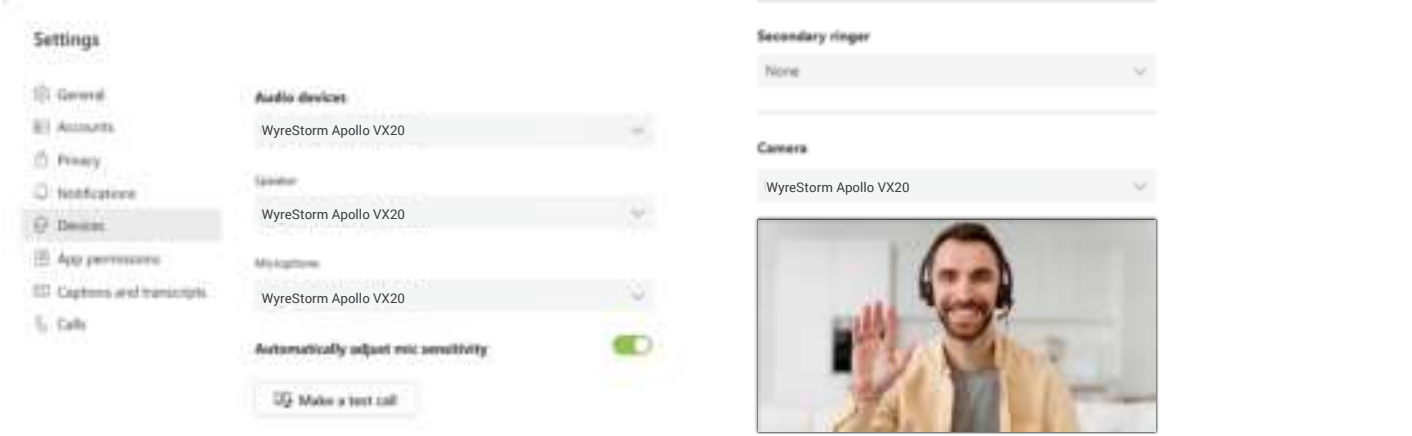 Settings
General
Accounts
Privacy
Notifications
Devices
App permissions
Captions and transcripts
Calls
Audio devices
WyreStorm Apollo VX20
Speaker
WyreStorm Apollo VX20
Microphone
WyreStorm Apollo VX20
Automatically adjust mic sensitivity
Make a test call
Secondary ringer
None
Camera
WyreStorm Apollo VX20